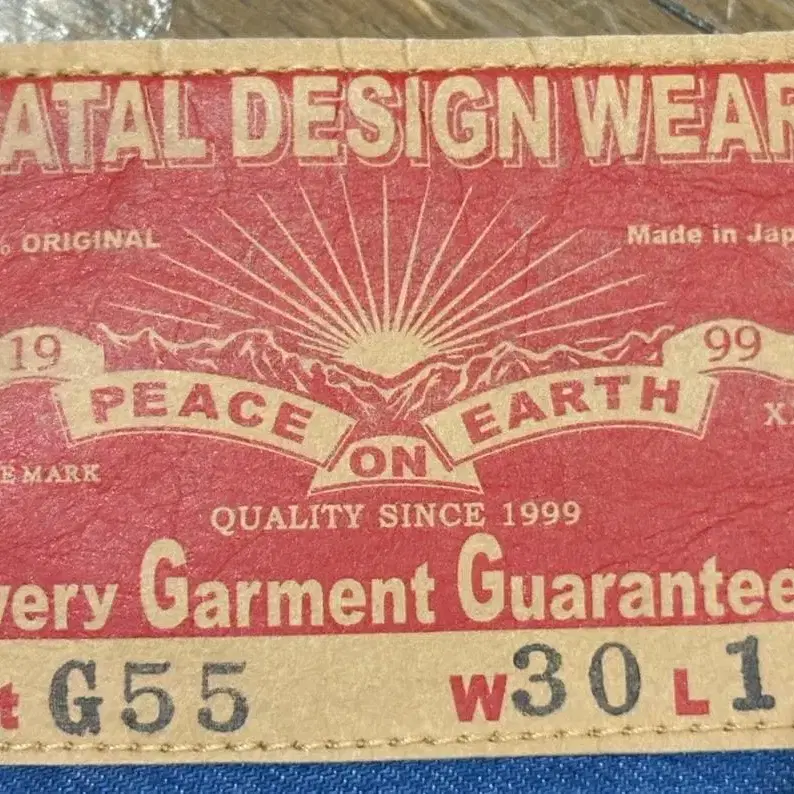 ATAL DESIGN WEAR
% ORIGINAL
Made in Jap
19
99
PEACE ON EARTH
X
E MARK
QUALITY SINCE 1999
very Garment Guarantee
t G55 W30 L1